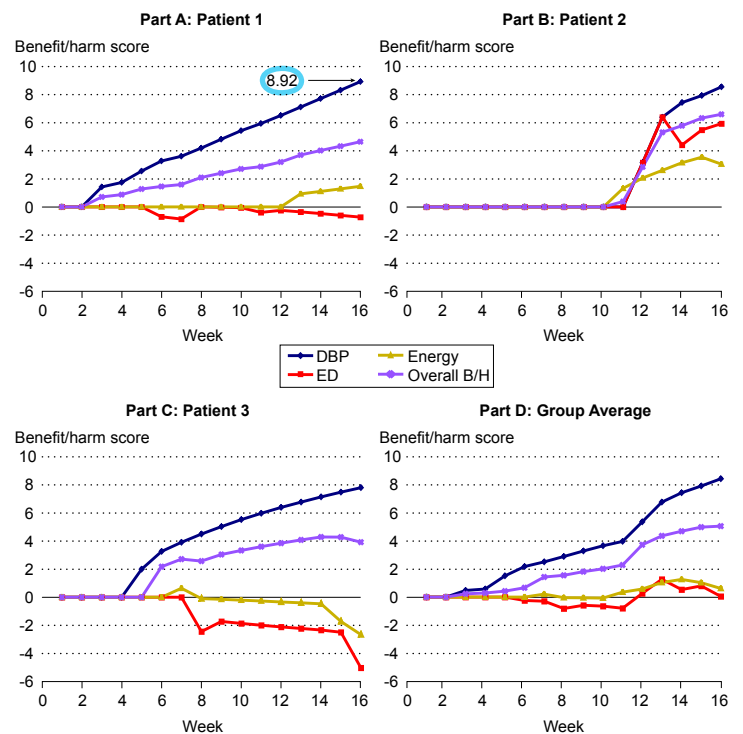 Part A: Patient 1
Benefit/harm score
10
8
6
4
2
0
-2
-4
-6
8.92
0 2 4 6 8 10 12 14 16
Week
Part B: Patient 2
Benefit/harm score
10
8
6
4
2
0
-2
-4
-6
0 2 4 6 8 10 12 14 16
Week
DBP
Energy
ED
Overall B/H
Part C: Patient 3
Benefit/harm score
10
8
6
4
2
0
-2
-4
-6
0 2 4 6 8 10 12 14 16
Week
Part D: Group Average
Benefit/harm score
10
8
6
4
2
0
-2
-4
-6
0 2 4 6 8 10 12 14 16
Week